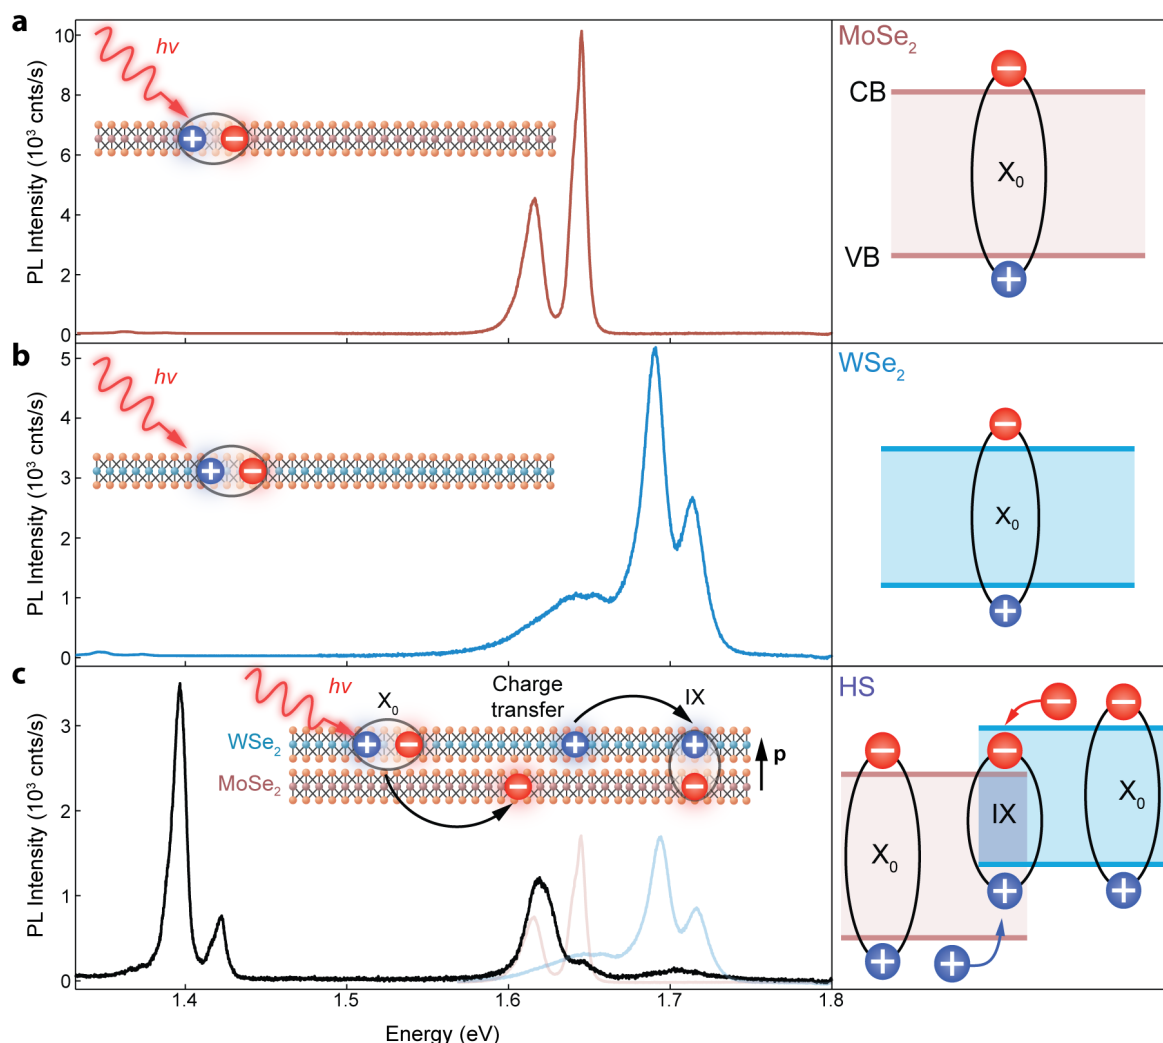 a
PL Intensity (10³ cnts/s)
10
8
6
4
2
0
hν
+ −
MoSe₂
CB
VB
−
X₀
+
b
PL Intensity (10³ cnts/s)
5
4
3
2
1
0
hν
+ −
WSe₂
−
X₀
+
c
PL Intensity (10³ cnts/s)
3
2
1
0
hν
X₀
Charge
transfer
IX
WSe₂
+ − + +
MoSe₂
− −
p
1.4 1.5 1.6 1.7 1.8
Energy (eV)
HS
− − − −
X₀ IX X₀
+ + + +